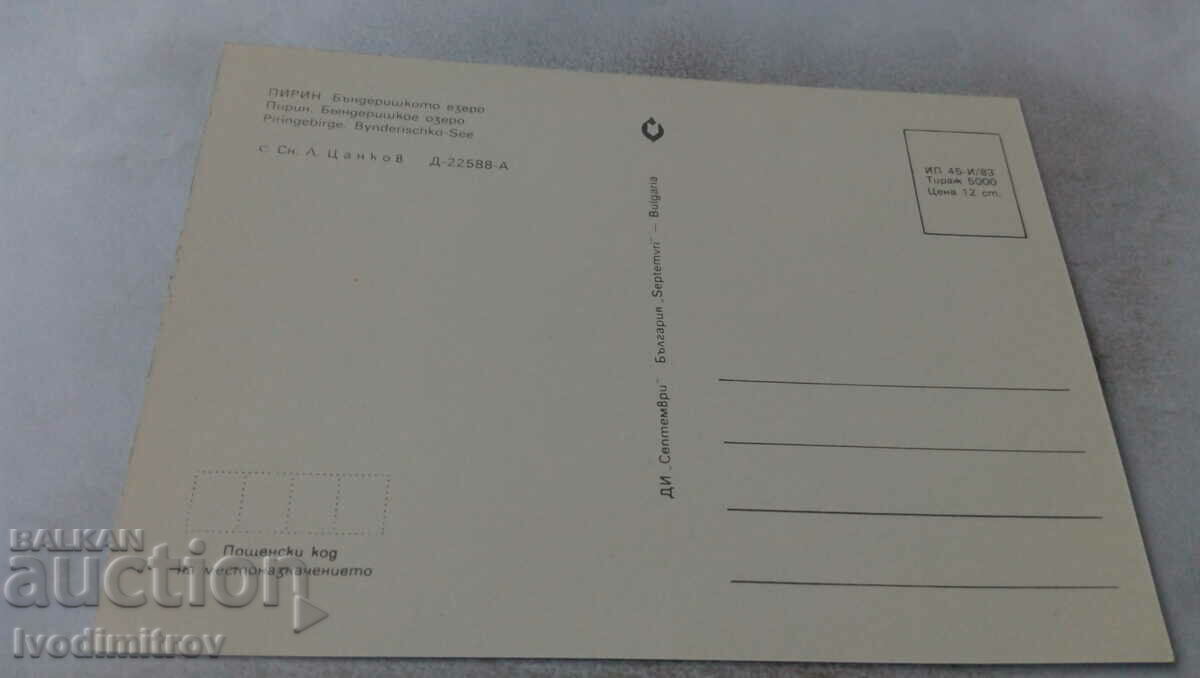 ПИРИН Бъндеришкото езеро
Пирин. Бындеришкое озеро
Piringebirge. Bynderischko-See
с. Сн. Л. Цанков Д-22588-А
ДИ „Септември" България „Septemvri" — Bulgaria
ИП 45-И/83
Тираж 5000
Цена 12 ст.
Пощенски код
на местоназначението
BALKAN
auction
Ivodimitrov